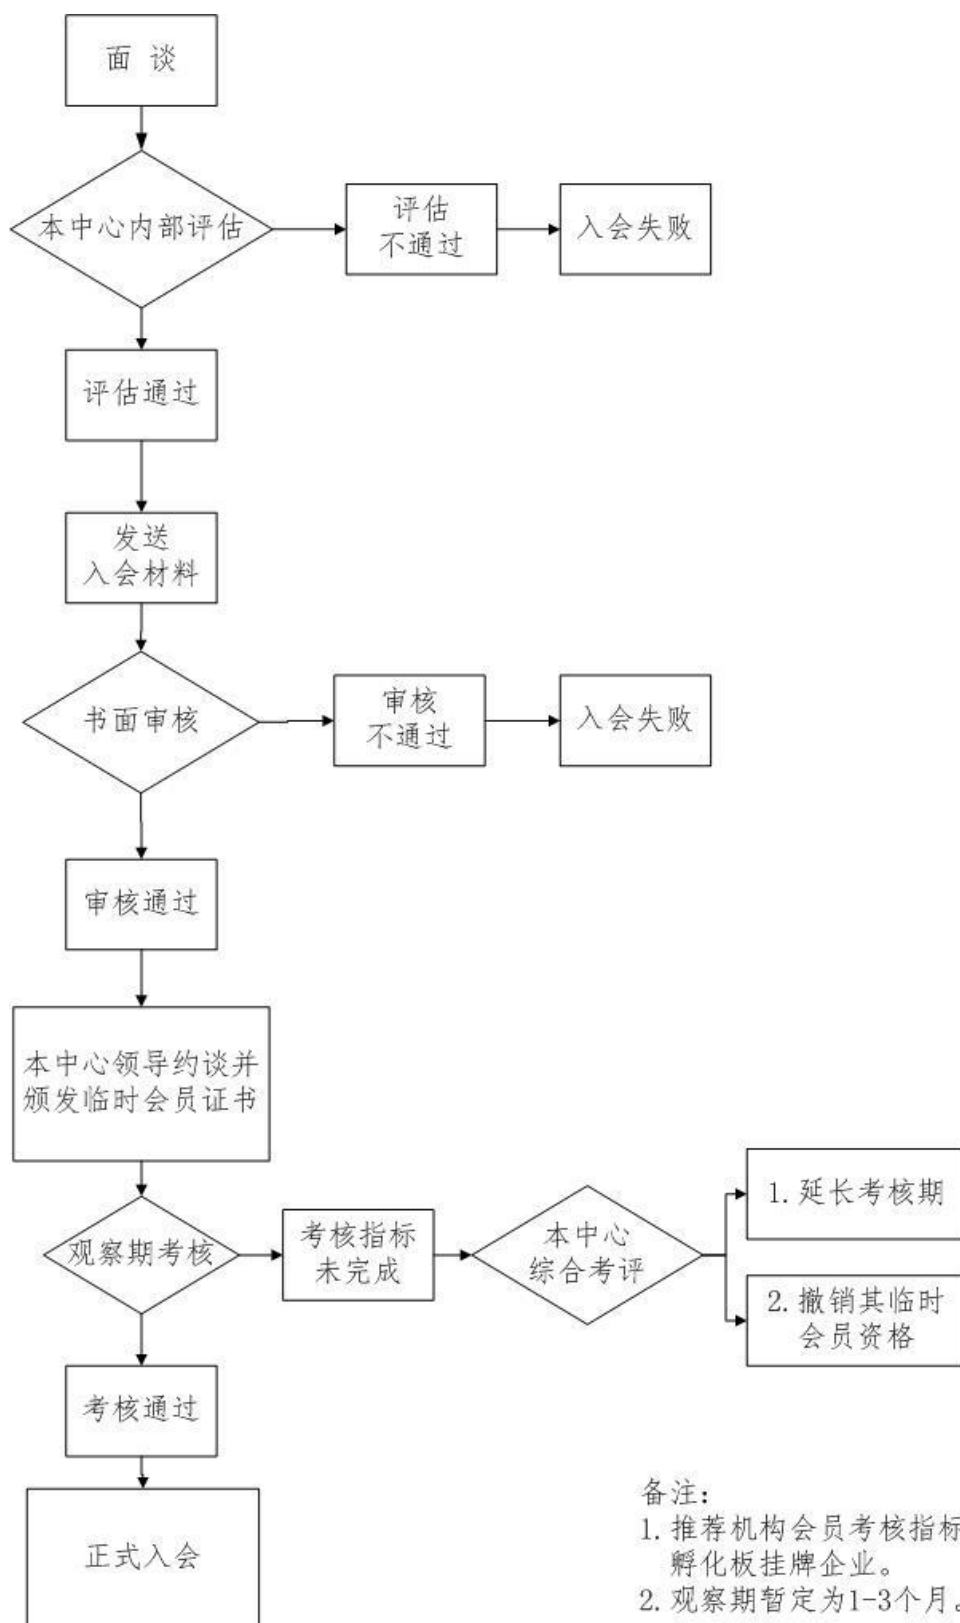 面 谈
本中心内部评估
评估
不通过
入会失败
评估通过
发送
入会材料
书面审核
审核
不通过
入会失败
审核通过
本中心领导约谈并
颁发临时会员证书
观察期考核
考核指标
未完成
本中心
综合考评
1.延长考核期
2.撤销其临时
会员资格
考核通过
正式入会
备注：
1.推荐机构会员考核指标
孵化板挂牌企业。
2.观察期暂定为1-3个月。